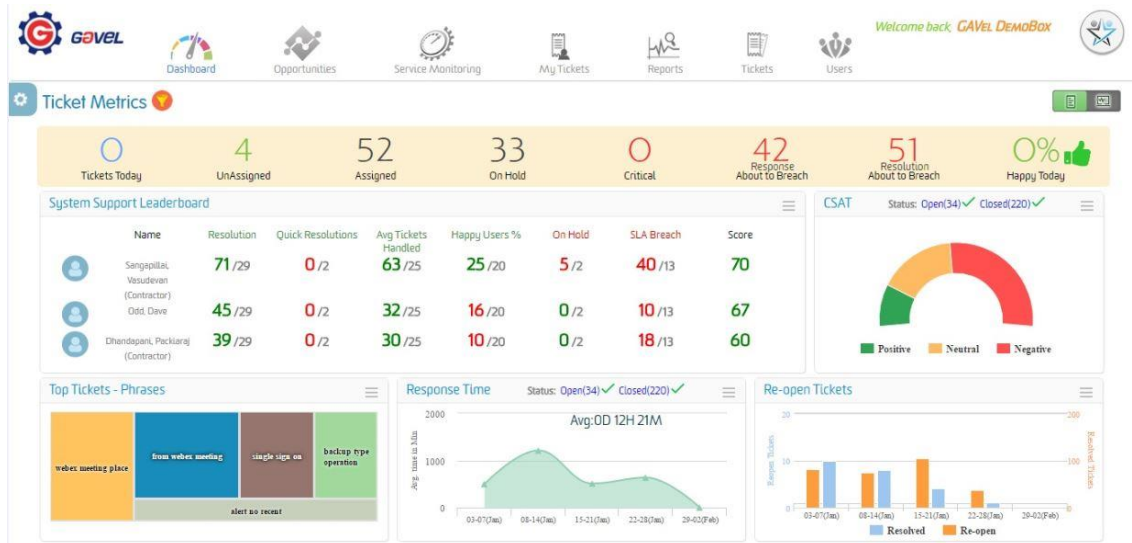 GAVEL
Welcome back, GAVEL DEMOBOX
Dashboard
Opportunities
Service Monitoring
My Tickets
Reports
Tickets
Users
Ticket Metrics
0
Tickets Today
4
UnAssigned
52
Assigned
33
On Hold
0
Critical
42
Response
About to Breach
51
Resolution
About to Breach
0%
Happy Today
System Support Leaderboard
Name Resolution Quick Resolutions Avg Tickets Handled Happy Users % On Hold SLA Breach Score
Sangapillai,
Vasudevan
(Contractor)
71 /29 0 /2 63 /25 25 /20 5 /2 40 /13 70
Odd, Dave 45 /29 0 /2 32 /25 16 /20 0 /2 10 /13 67
Dhandapani, Packiaraj
(Contractor)
39 /29 0 /2 30 /25 10 /20 0 /2 18 /13 60
CSAT Status: Open(34) Closed(220)
Positive Neutral Negative
Top Tickets - Phrases
webex meeting place
from webex meeting
single sign on
backup type
operation
alert no recent
Response Time Status: Open(34) Closed(220)
Avg:0D 12H 21M
Avg. time in Min
2000
1000
0
03-07(Jan) 08-14(Jan) 15-21(Jan) 22-28(Jan) 29-02(Feb)
Re-open Tickets
Reopen Tickets
20
10
0
200
100
0
Resolved Tickets
03-07(Jan) 08-14(Jan) 15-21(Jan) 22-28(Jan) 29-02(Feb)
Resolved Re-open